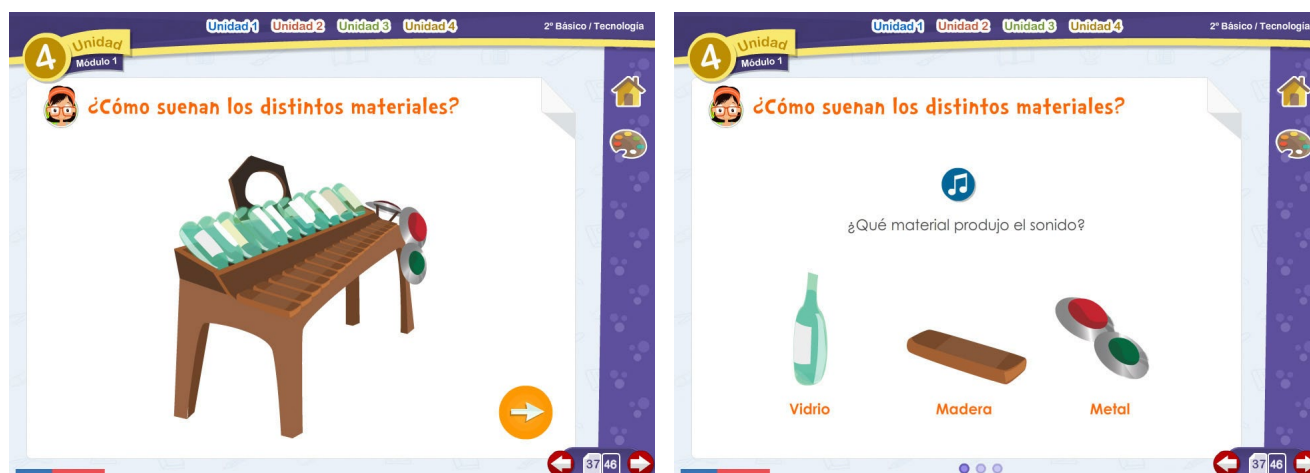 Unidad 1 Unidad 2 Unidad 3 Unidad 4
2º Básico / Tecnología
4 Unidad
Módulo 1
¿Cómo suenan los distintos materiales?
37 46
Unidad 1 Unidad 2 Unidad 3 Unidad 4
2º Básico / Tecnología
4 Unidad
Módulo 1
¿Cómo suenan los distintos materiales?
¿Qué material produjo el sonido?
Vidrio Madera Metal
37 46